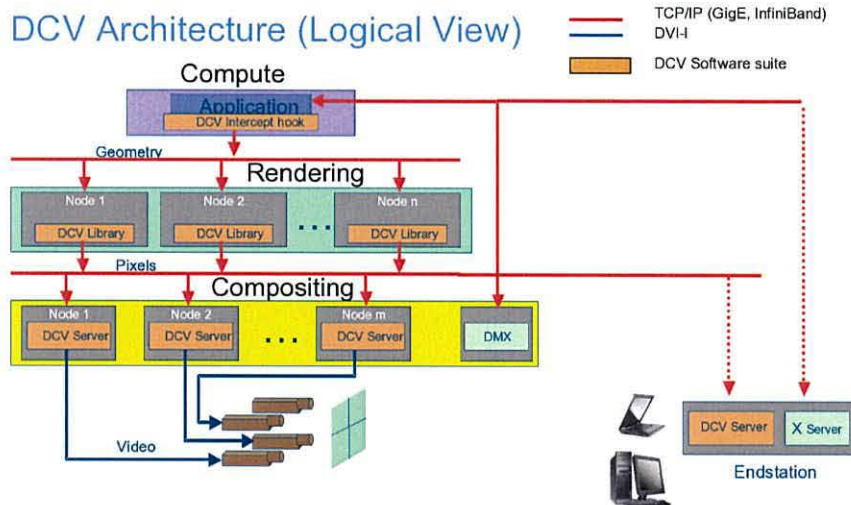 DCV Architecture (Logical View)
TCP/IP (GigE, InfiniBand)
DVI-I
DCV Software suite
Compute
Application
DCV Intercept hook
Geometry
Rendering
Node 1
Node 2
Node n
DCV Library
DCV Library
...
DCV Library
Pixels
Compositing
Node 1
Node 2
Node m
DCV Server
DCV Server
...
DCV Server
DMX
Video
DCV Server
X Server
Endstation